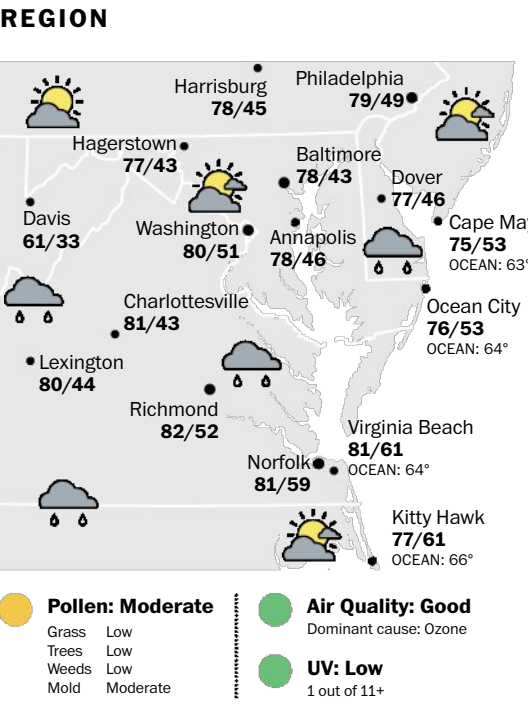 REGION
Harrisburg
78/45
Philadelphia
79/49
Hagerstown
77/43
Baltimore
78/43
Dover
77/46
Davis
61/33
Washington
80/51
Annapolis
78/46
Cape May
75/53
OCEAN: 63°
Charlottesville
81/43
Ocean City
76/53
OCEAN: 64°
Lexington
80/44
Richmond
82/52
Virginia Beach
81/61
OCEAN: 64°
Norfolk
81/59
Kitty Hawk
77/61
OCEAN: 66°
Pollen: Moderate
Grass Low
Trees Low
Weeds Low
Mold Moderate
Air Quality: Good
Dominant cause: Ozone
UV: Low
1 out of 11+